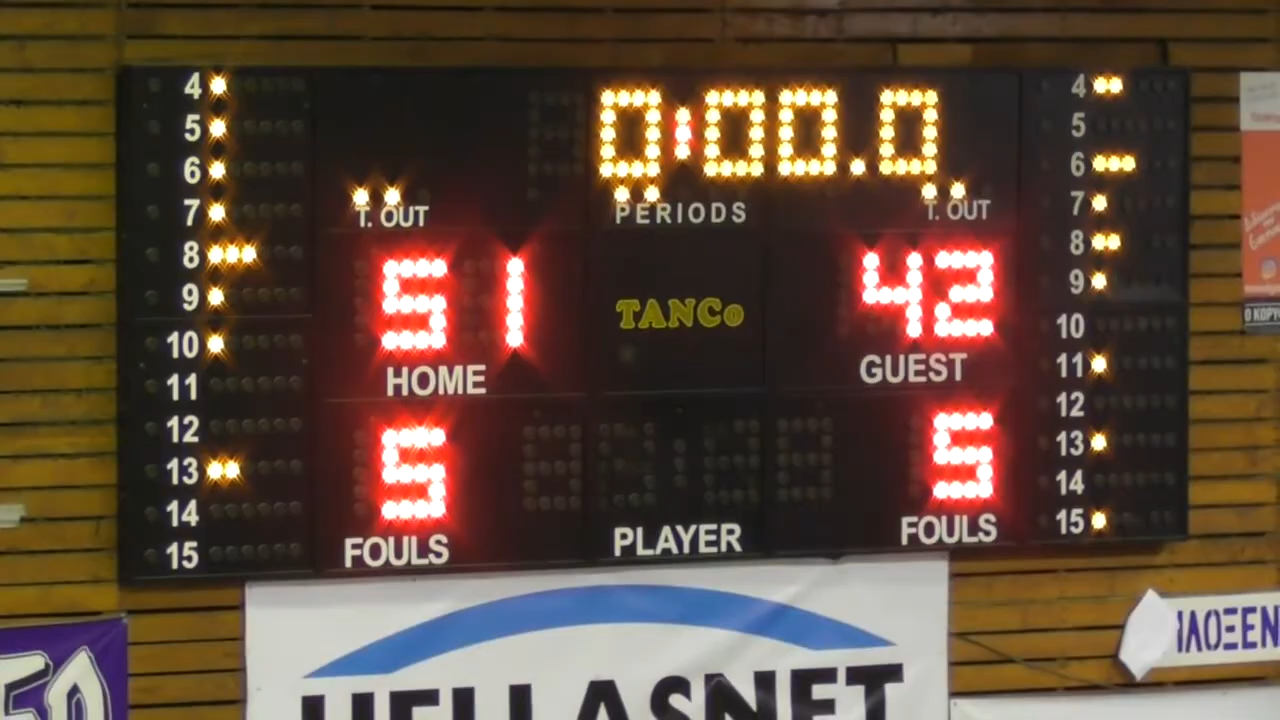 4 4
5 0:00.0 5
6 6
7 T. OUT PERIODS T. OUT 7
8 8
9 51 TANCo 42 9
10 10
11 HOME GUEST 11
12 12
13 5 5 13
14 14
15 FOULS PLAYER FOULS 15
HELLASNET
ΙΛΟΞΕΝ
Ο ΚΟΡΥ